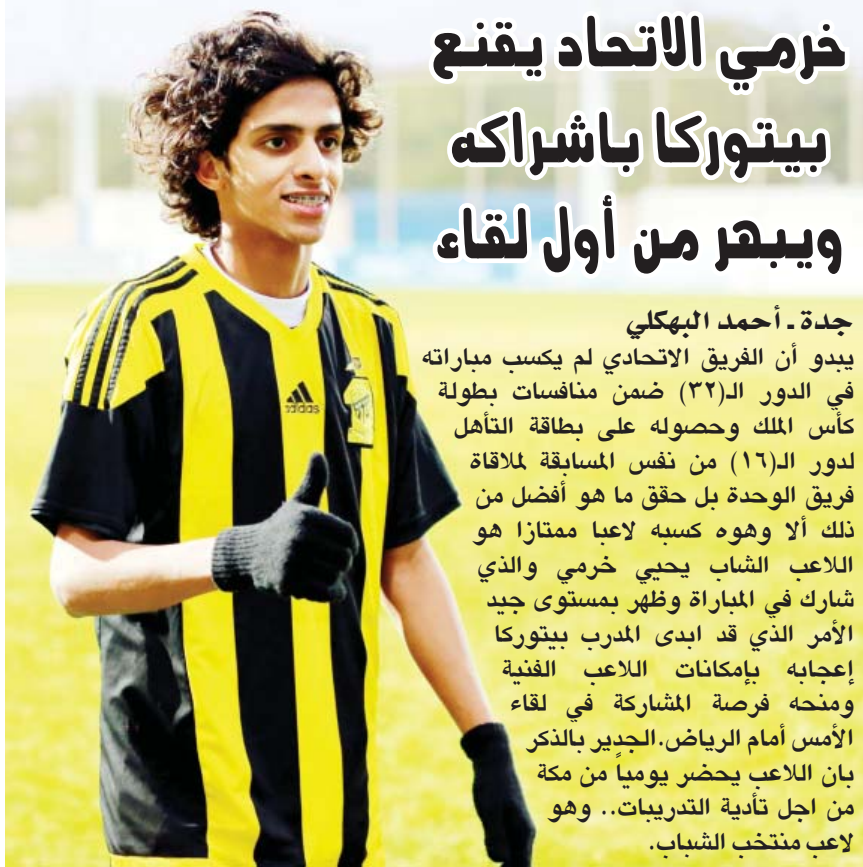 خرمي الاتحاد يقنع
بيتوركا باشراكه
ويبهر من أول لقاء
جدة ـ أحمد البهكلي
يبدو أن الفريق الاتحادي لم يكسب مباراته
في الدور الـ(٣٢) ضمن منافسات بطولة
كأس الملك وحصوله على بطاقة التأهل
لدور الـ(١٦) من نفس المسابقة لملاقاة
فريق الوحدة بل حقق ما هو أفضل من
ذلك ألا وهوه كسبه لاعبا ممتازا هو
اللاعب الشاب يحيي خرمي والذي
شارك في المباراة وظهر بمستوى جيد
الأمر الذي قد ابدى المدرب بيتوركا
إعجابه بإمكانات اللاعب الفنية
ومنحه فرصة المشاركة في لقاء
الأمس أمام الرياض.الجدير بالذكر
بان اللاعب يحضر يومياً من مكة
من اجل تأدية التدريبات.. وهو
لاعب منتخب الشباب.
adidas